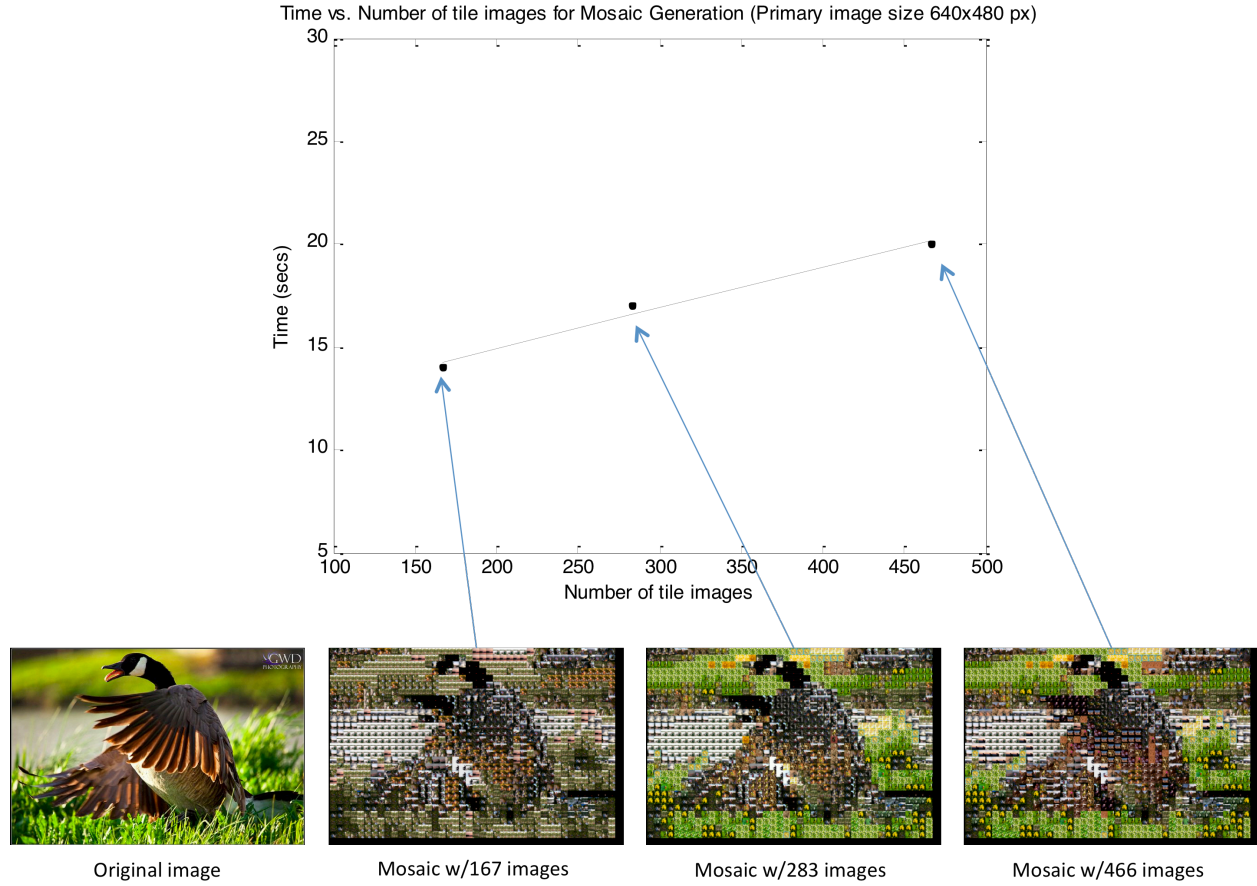 Time vs. Number of tile images for Mosaic Generation (Primary image size 640x480 px)
30
25
20
15
10
5
Time (secs)
100 150 200 250 300 350 400 450 500
Number of tile images
GWD
PHOTOGRAPHY
Original image
Mosaic w/167 images
Mosaic w/283 images
Mosaic w/466 images